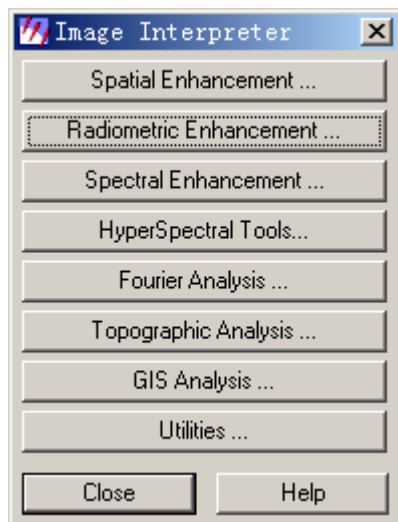 Image Interpreter
Spatial Enhancement ...
Radiometric Enhancement ...
Spectral Enhancement ...
HyperSpectral Tools...
Fourier Analysis ...
Topographic Analysis ...
GIS Analysis ...
Utilities ...
Close Help